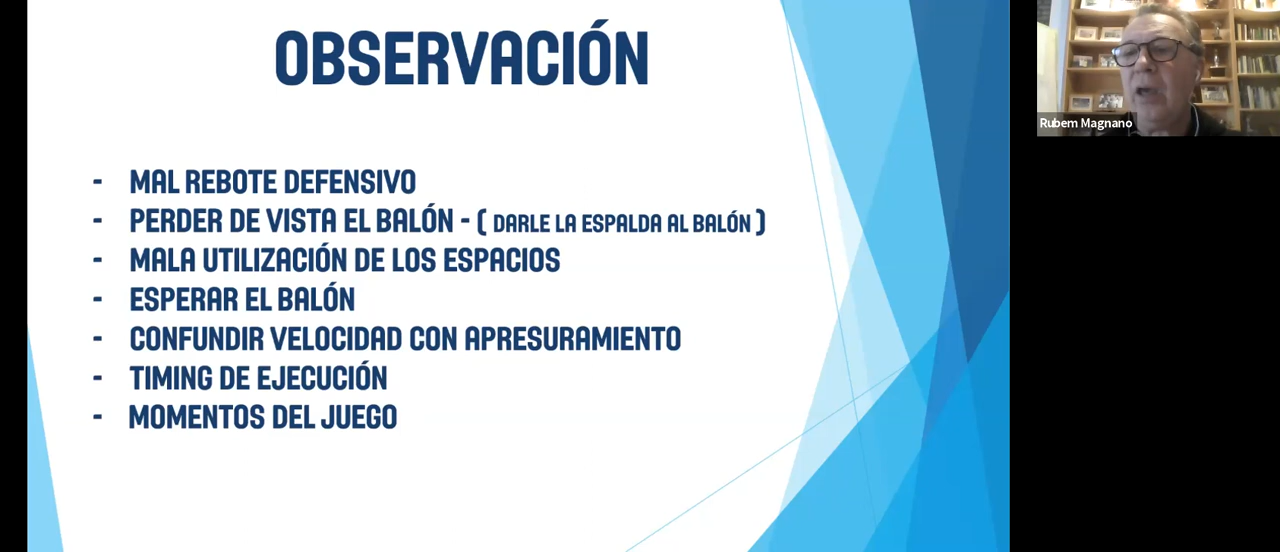 OBSERVACIÓN
- MAL REBOTE DEFENSIVO
- PERDER DE VISTA EL BALÓN - ( DARLE LA ESPALDA AL BALÓN )
- MALA UTILIZACIÓN DE LOS ESPACIOS
- ESPERAR EL BALÓN
- CONFUNDIR VELOCIDAD CON APRESURAMIENTO
- TIMING DE EJECUCIÓN
- MOMENTOS DEL JUEGO
Rubem Magnano